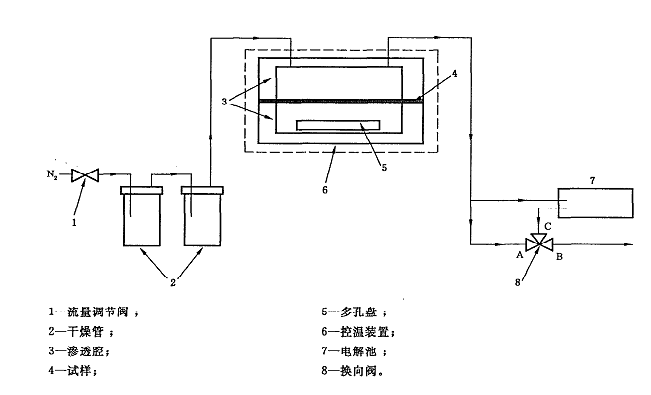 4
3
5
6
N₂
1
2
7
C
A
B
8
1—流量调节阀；
2—干燥管；
3—渗透腔；
4—试样；
5—多孔盘；
6—控温装置；
7—电解池；
8—换向阀。